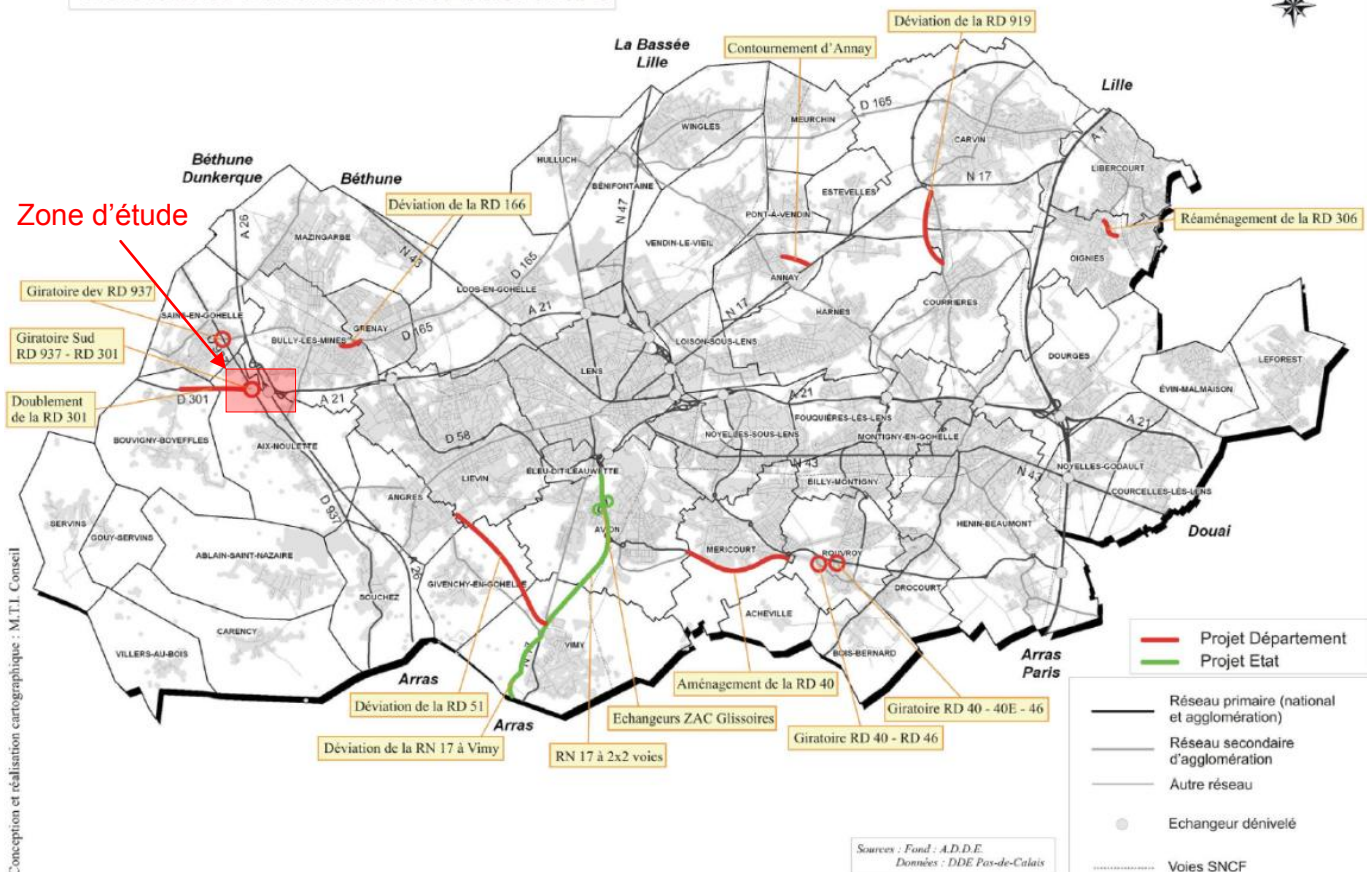 Déviation de la RD 919
La Bassée
Lille
Contournement d'Annay
Lille
D 165
MEURCHIN
WINGLES
CARVIN
A 1
LIBERCOURT
Béthune
Dunkerque
HULLUCH
Béthune
BÉNIFONTAINE
N 17
ESTEVELLES
Déviation de la RD 166
N 47
PONT-À-VENDIN
Réaménagement de la RD 306
Zone d'étude
A 26
MAZINGARBE
VENDIN-LE-VIEIL
OIGNIES
N 43
D 165
ANNAY
LOOS-EN-GOHELLE
Giratoire dev RD 937
COURRIERES
SAINS-EN-GOHELLE
A 21
N 17
HARNES
GRENAY
D 165
Giratoire Sud
RD 937 - RD 301
BULLY-LES-MINES
LOISON-SOUS-LENS
DOURGES
LEFOREST
LENS
ÉVIN-MALMAISON
Doublement
de la RD 301
D 301
A 21
A 21
FOUQUIÈRES-LÈS-LENS
A 21
BOUVIGNY-BOYEFFLES
AIX-NOULETTE
D 58
NOYELLES-SOUS-LENS
MONTIGNY-EN-GOHELLE
N 43
NOYELLES-GODAULT
ÉLEU-DIT-LEAUWETTE
LIEVIN
BILLY-MONTIGNY
N 43
COURCELLES-LÈS-LENS
ANGRES
D 937
HENIN-BEAUMONT
SERVINS
AVION
Douai
GOUY-SERVINS
MERICOURT
ROUVROY
ABLAIN-SAINT-NAZAIRE
A 26
GIVENCHY-EN-GOHELLE
DROCOURT
SOUCHEZ
ACHEVILLE
CARENCY
VIMY
BOIS-BERNARD
VILLERS-AU-BOIS
N 17
Projet Département
Projet Etat
Arras
Paris
Arras
Aménagement de la RD 40
Déviation de la RD 51
Arras
Echangeurs ZAC Glissoires
Giratoire RD 40 - 40E - 46
Giratoire RD 40 - RD 46
Déviation de la RN 17 à Vimy
RN 17 à 2x2 voies
Réseau primaire (national
et agglomération)
Réseau secondaire
d'agglomération
Autre réseau
Echangeur dénivelé
Voies SNCF
Sources : Fond : A.D.D.E.
Données : DDE Pas-de-Calais
Conception et réalisation cartographique : M.T.I. Conseil